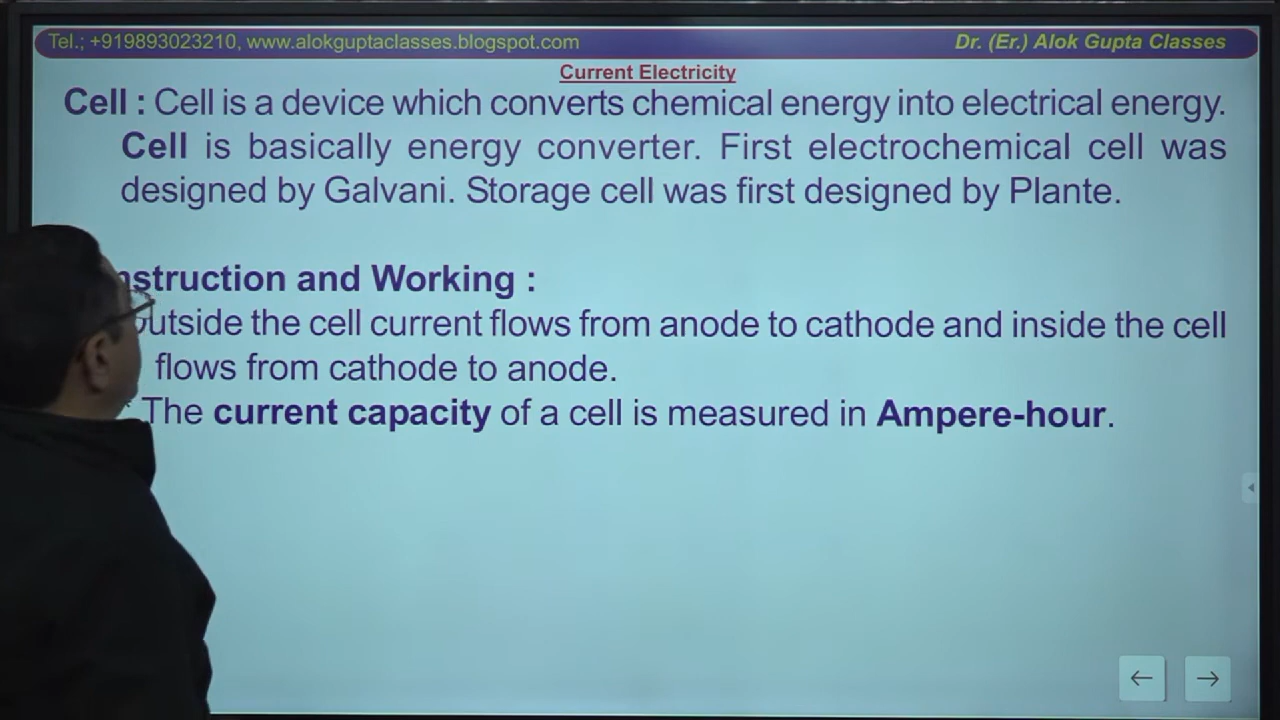 Tel.; +919893023210, www.alokguptaclasses.blogspot.com Dr. (Er.) Alok Gupta Classes
Current Electricity
Cell : Cell is a device which converts chemical energy into electrical energy.
Cell is basically energy converter. First electrochemical cell was
designed by Galvani. Storage cell was first designed by Plante.
nstruction and Working :
outside the cell current flows from anode to cathode and inside the cell
flows from cathode to anode.
The current capacity of a cell is measured in Ampere-hour.